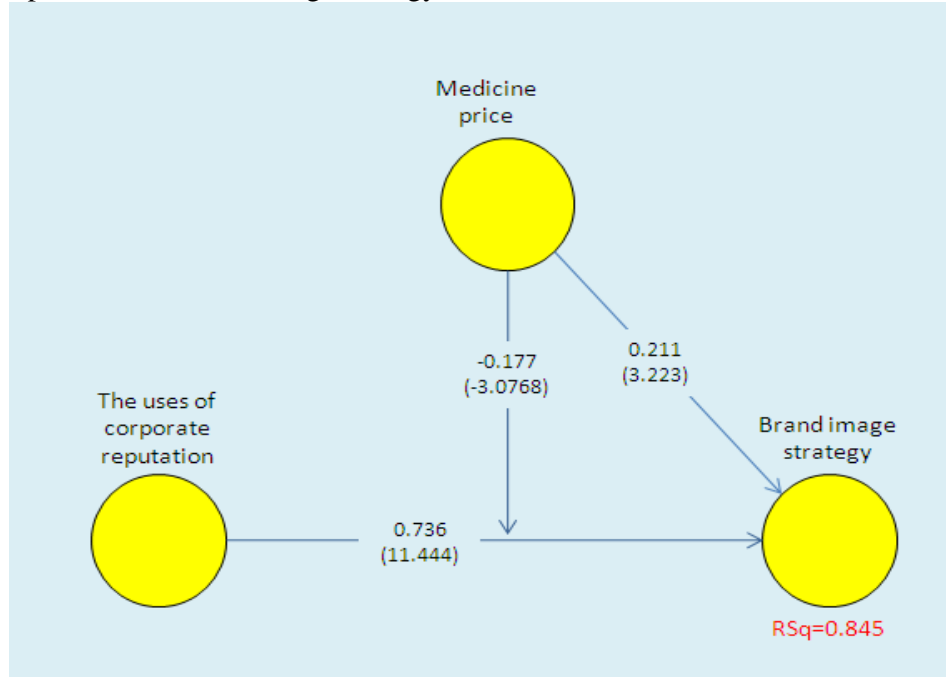 Medicine
price
-0.177
(-3.0768)
0.211
(3.223)
The uses of
corporate
reputation
Brand image
strategy
0.736
(11.444)
RSq=0.845